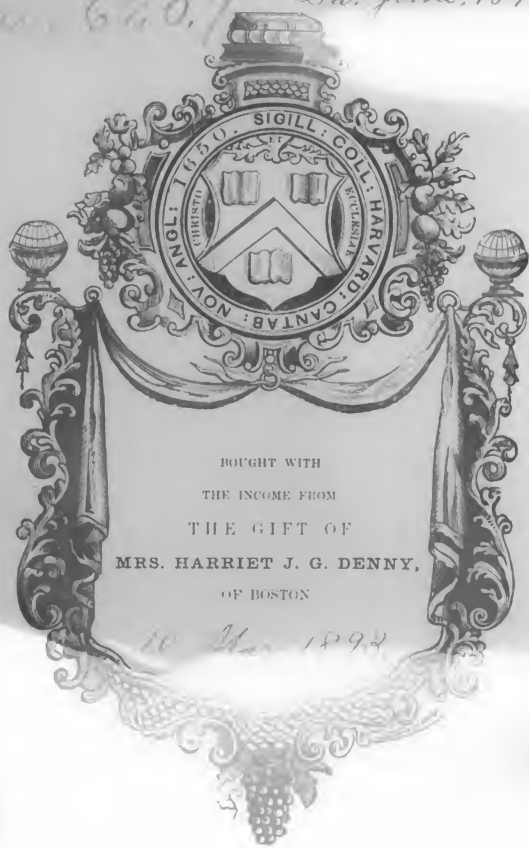 660.
1650. SIGILL: COLL: HARVARD: CANTAB: NOV: ANGL:
ET
CHRISTO
ECCLESIAE
BOUGHT WITH
THE INCOME FROM
THE GIFT OF
MRS. HARRIET J. G. DENNY,
OF BOSTON
1892